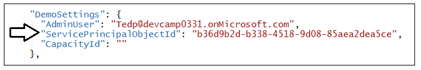 "DemoSettings": {
"AdminUser": "Tedp@devcamp0331.onMicrosoft.com",
"ServicePrincipalObjectId": "b36d9b2d-b338-4518-9d08-85aea2dea5ce",
"CapacityId": ""
},